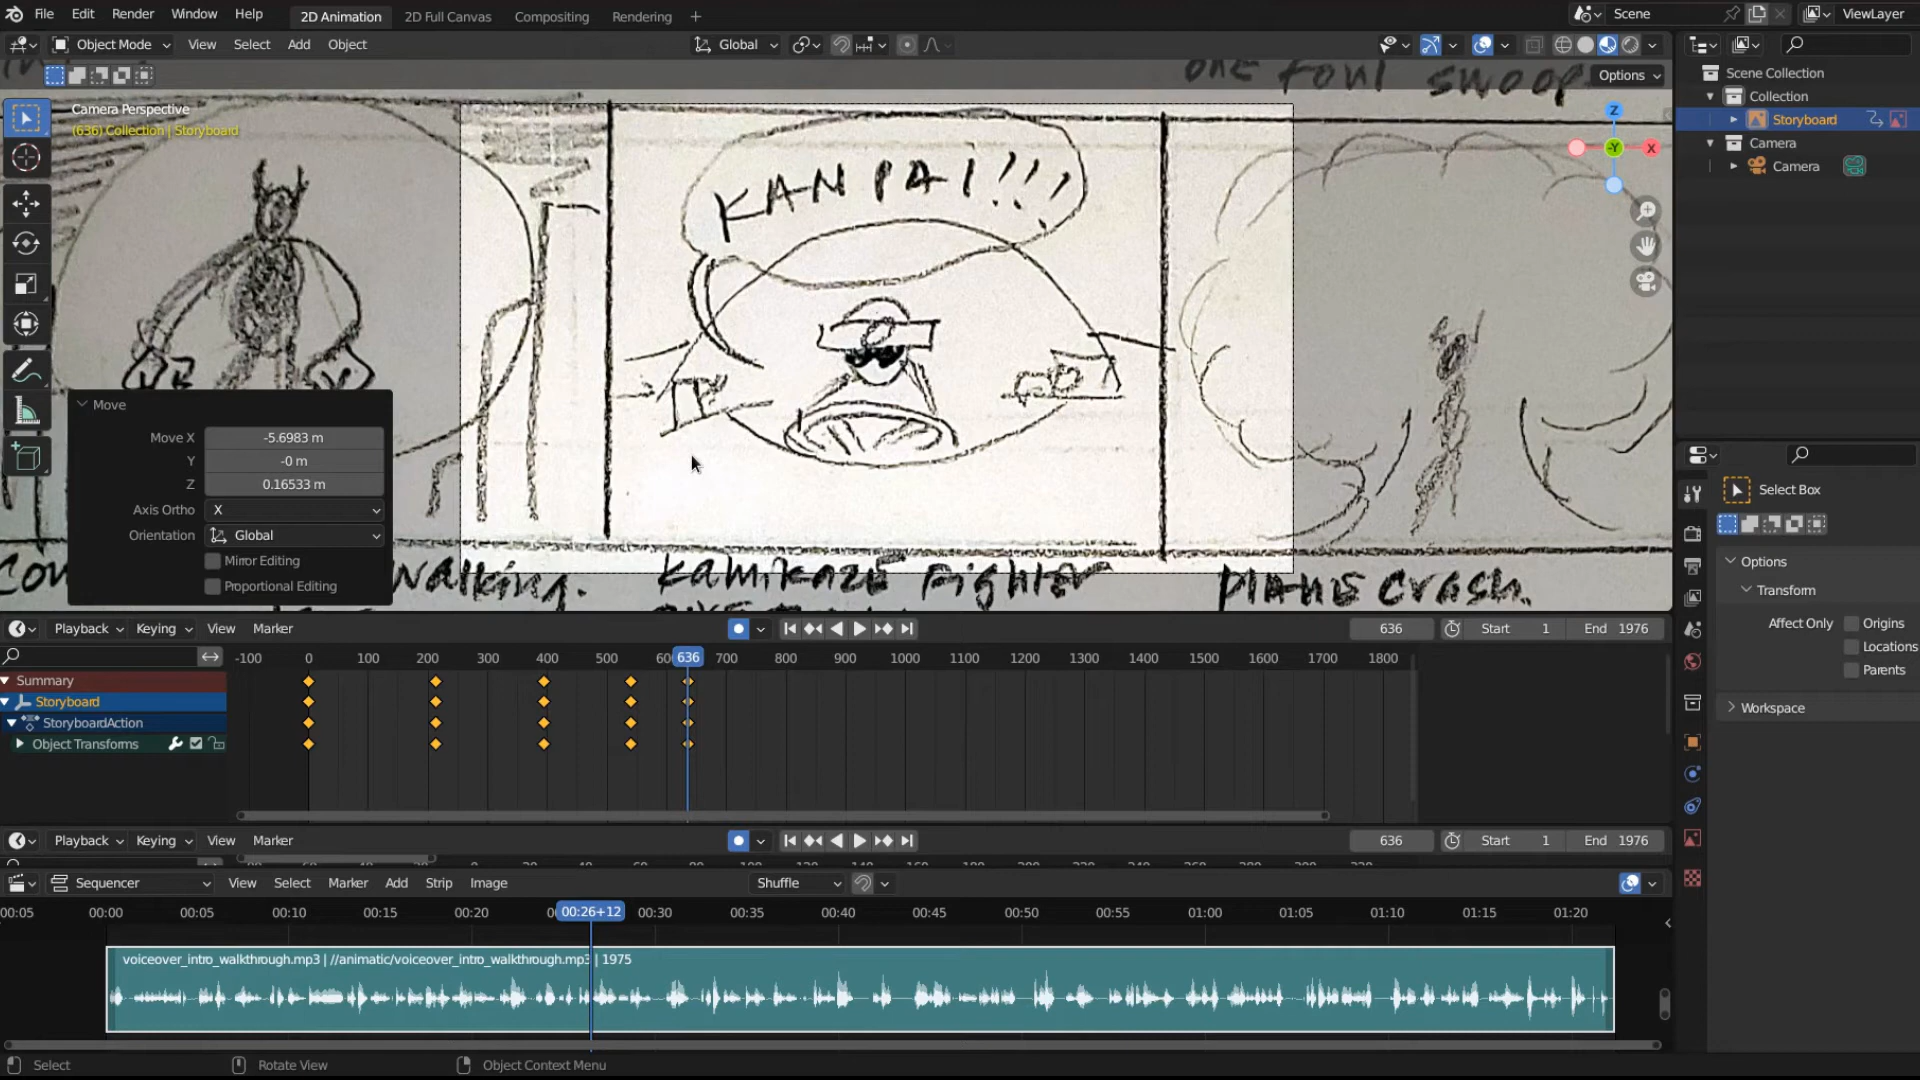 File Edit Render Window Help 2D Animation 2D Full Canvas Compositing Rendering + Scene ViewLayer
Object Mode View Select Add Object Global
Options
one foul swoop
Camera Perspective
(636) Collection | Storyboard
KANPAI!!!
Z
-Y
X
walking.
Kamikaze Fighter
plane crash.
Move
Move X -5.6983 m
Y -0 m
Z 0.16533 m
Axis Ortho X
Orientation Global
Mirror Editing
Proportional Editing
Scene Collection
Collection
Storyboard
Camera
Camera
Select Box
Options
Transform
Affect Only Origins
Locations
Parents
Workspace
Playback Keying View Marker 636 Start 1 End 1976
-100 0 100 200 300 400 500 636 700 800 900 1000 1100 1200 1300 1400 1500 1600 1700 1800
Summary
Storyboard
StoryboardAction
Object Transforms
Playback Keying View Marker 636 Start 1 End 1976
Sequencer View Select Marker Add Strip Image Shuffle
00:05 00:00 00:05 00:10 00:15 00:20 00:26+12 00:30 00:35 00:40 00:45 00:50 00:55 01:00 01:05 01:10 01:15 01:20
voiceover_intro_walkthrough.mp3 | //animatic/voiceover_intro_walkthrough.mp3 | 1975
Select Rotate View Object Context Menu